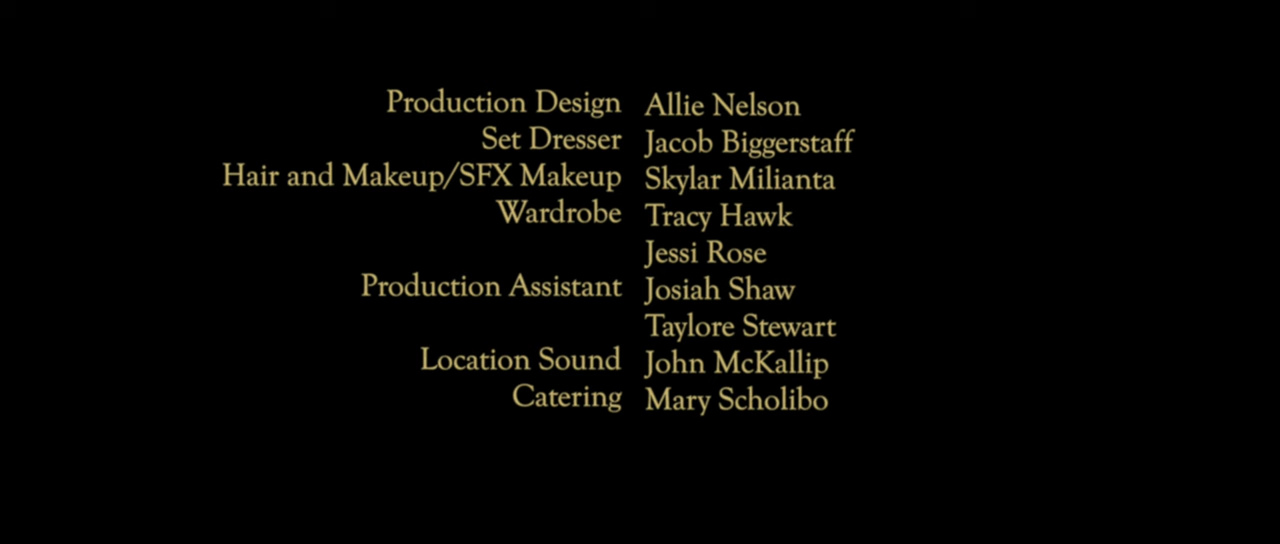 Production Design Allie Nelson
Set Dresser Jacob Biggerstaff
Hair and Makeup/SFX Makeup Skylar Milianta
Wardrobe Tracy Hawk
Jessi Rose
Production Assistant Josiah Shaw
Taylore Stewart
Location Sound John McKallip
Catering Mary Scholibo